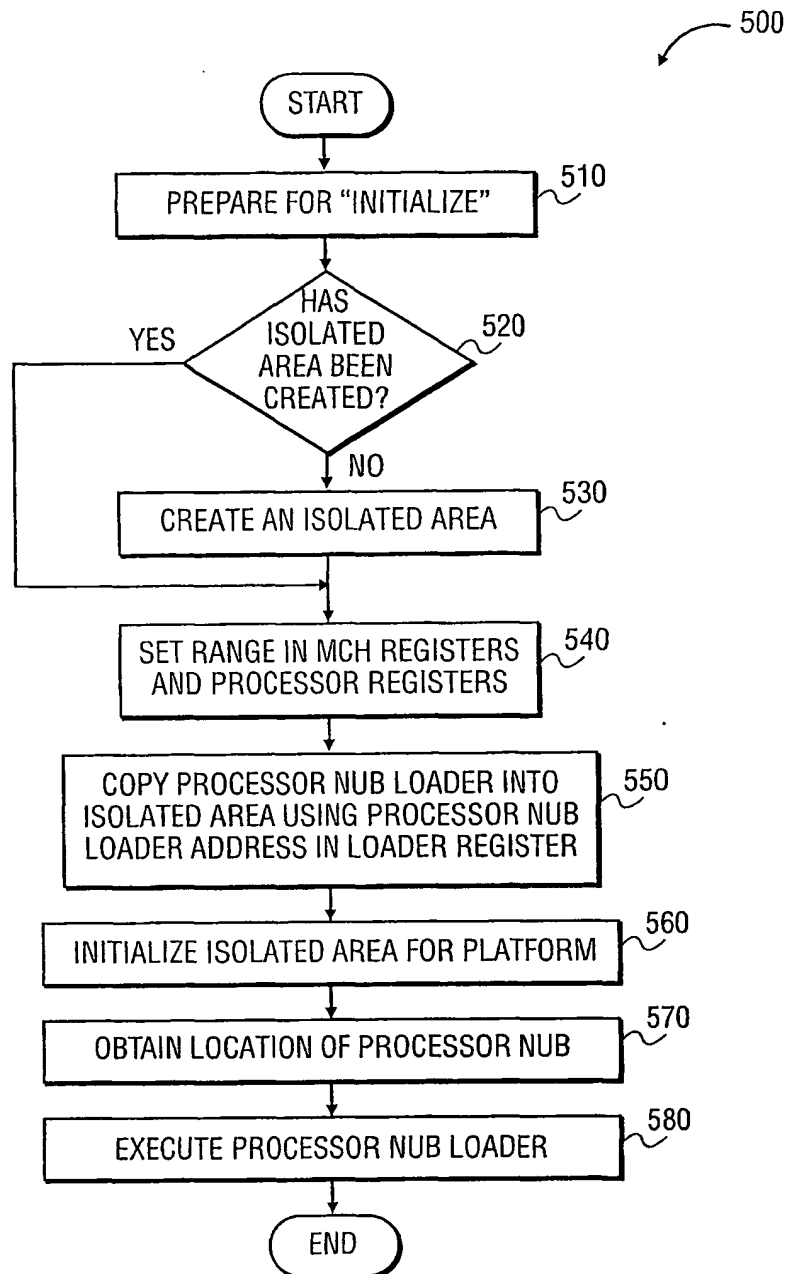 500
START
PREPARE FOR “INITIALIZE”
510
HAS
ISOLATED
AREA BEEN
CREATED?
520
YES
NO
CREATE AN ISOLATED AREA
530
SET RANGE IN MCH REGISTERS
AND PROCESSOR REGISTERS
540
COPY PROCESSOR NUB LOADER INTO
ISOLATED AREA USING PROCESSOR NUB
LOADER ADDRESS IN LOADER REGISTER
550
INITIALIZE ISOLATED AREA FOR PLATFORM
560
OBTAIN LOCATION OF PROCESSOR NUB
570
EXECUTE PROCESSOR NUB LOADER
580
END